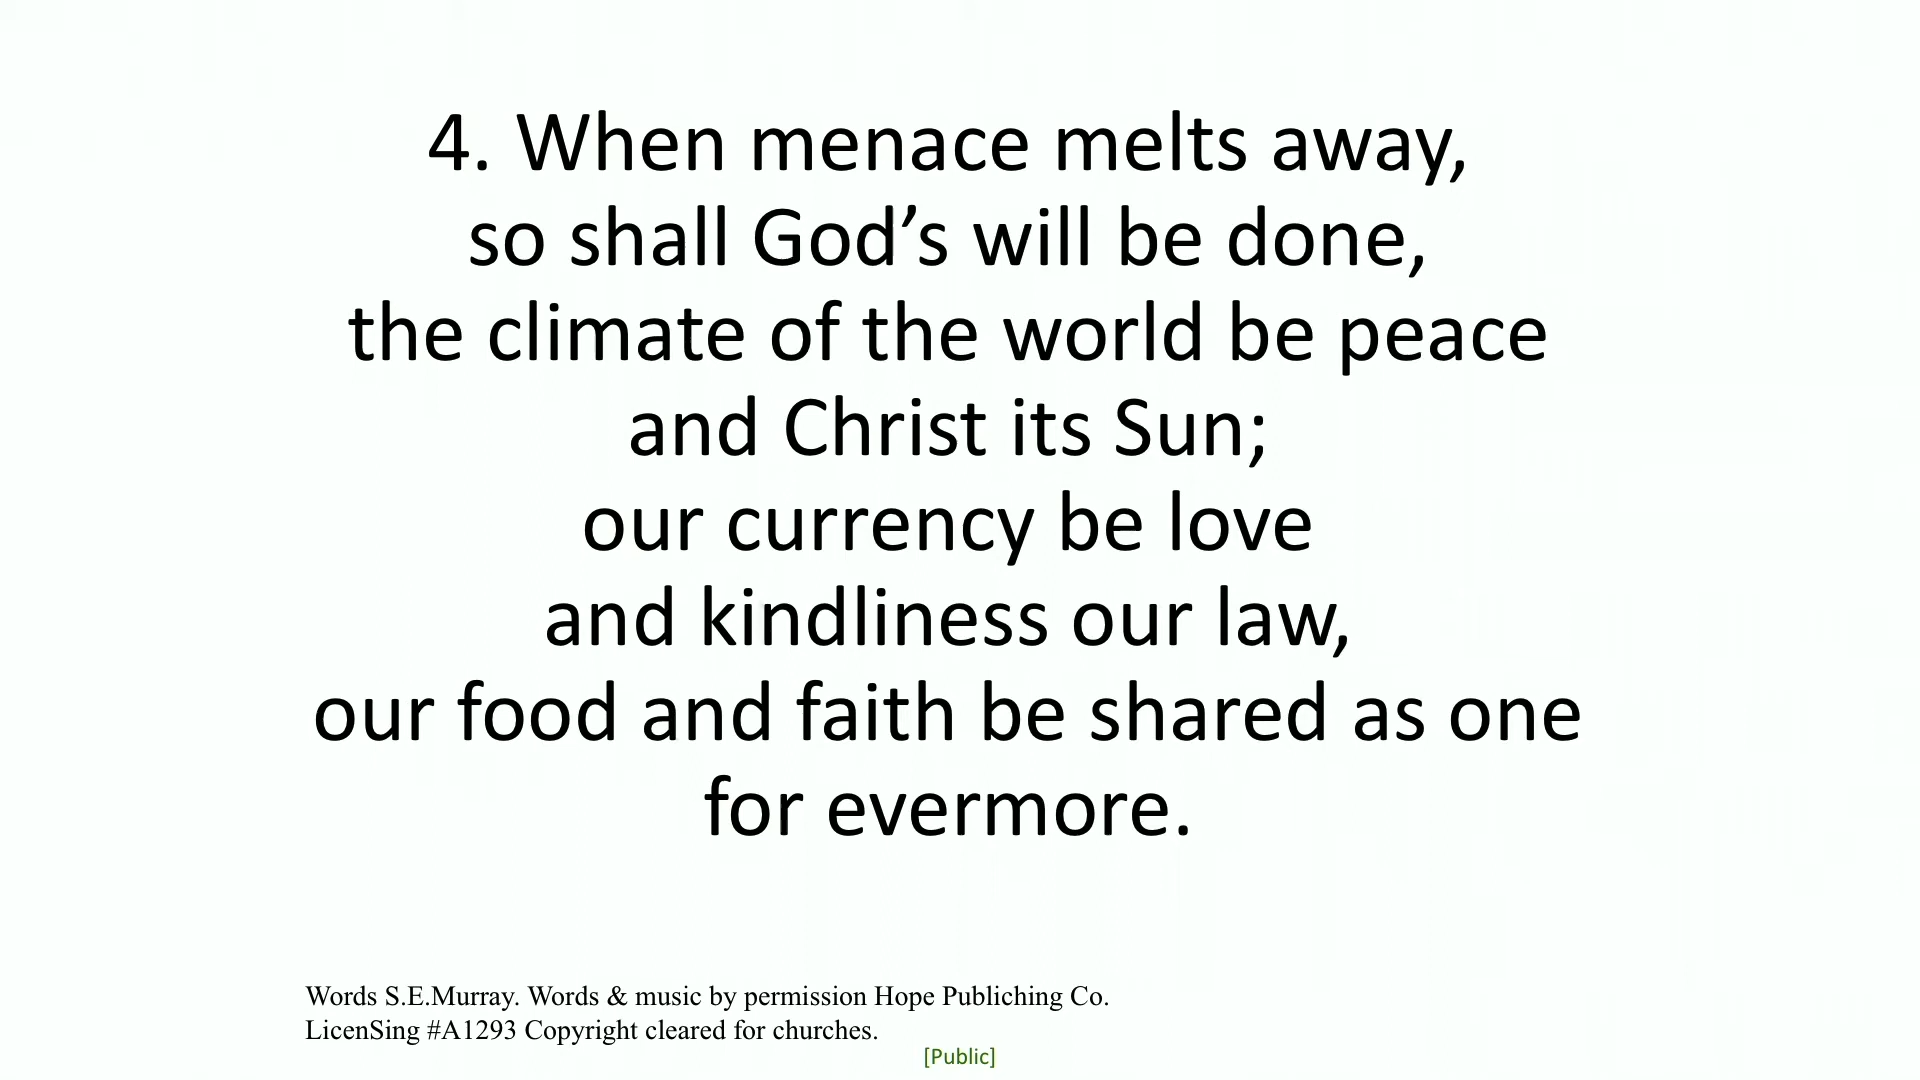 4. When menace melts away,
so shall God’s will be done,
the climate of the world be peace
and Christ its Sun;
our currency be love
and kindliness our law,
our food and faith be shared as one
for evermore.
Words S.E.Murray. Words & music by permission Hope Publiching Co.
LicenSing #A1293 Copyright cleared for churches.
[Public]